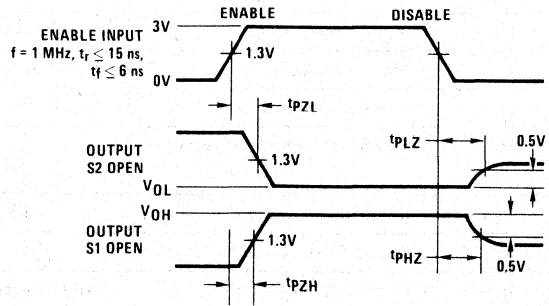 ENABLE
DISABLE
3V
ENABLE INPUT
f = 1 MHz, tr ≤ 15 ns,
tf ≤ 6 ns
1.3V
0V
tPZL
tPLZ
0.5V
OUTPUT
S2 OPEN
1.3V
VOL
VOH
OUTPUT
S1 OPEN
1.3V
tPHZ
0.5V
tPZH